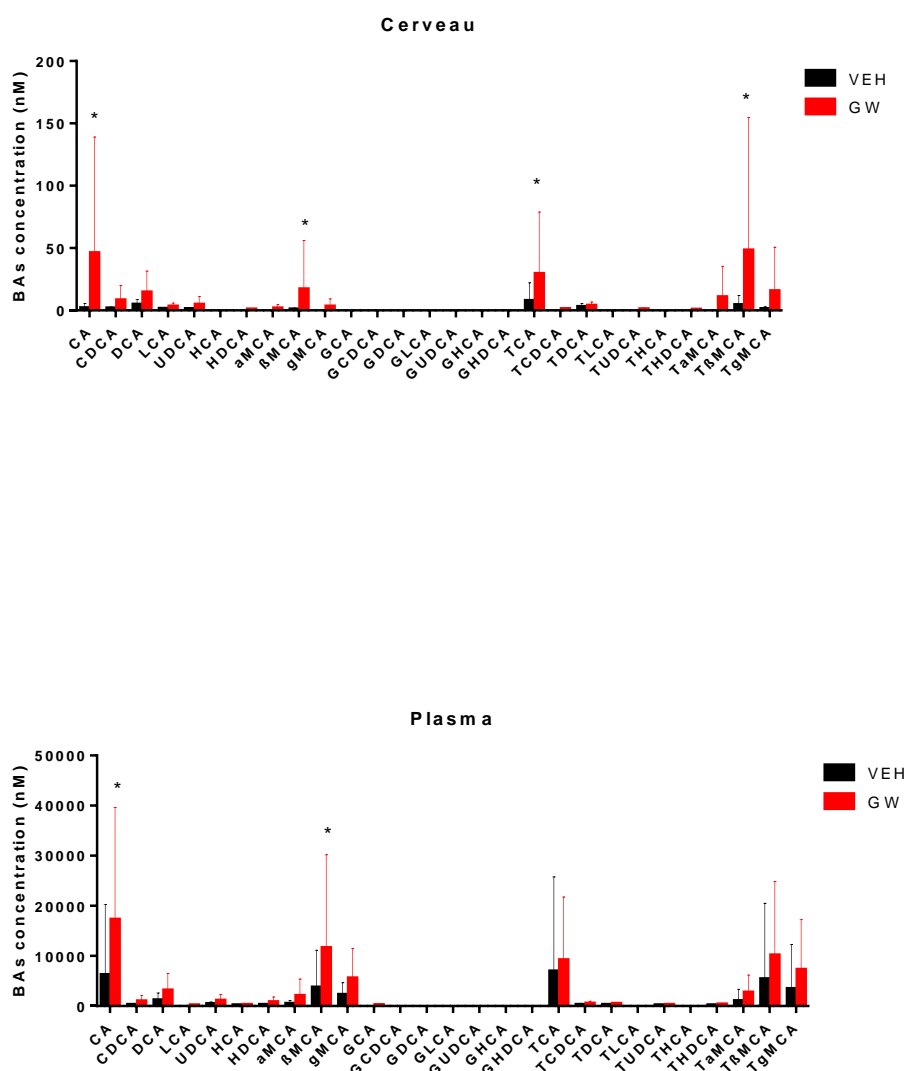 Cerveau
BAs concentration (nM)
200
150
100
50
0
*
*
*
*
VEH
GW
CA
CDCA
DCA
LCA
UDCA
HCA
HDCA
aMCA
ßMCA
gMCA
GCA
GCDCA
GDCA
GLCA
GUDCA
GHCA
GHDCA
TCA
TCDCA
TDCA
TLCA
TUDCA
THCA
THDCA
TaMCA
TßMCA
TgMCA
Plasma
BAs concentration (nM)
50000
40000
30000
20000
10000
0
*
*
VEH
GW
CA
CDCA
DCA
LCA
UDCA
HCA
HDCA
aMCA
ßMCA
gMCA
GCA
GCDCA
GDCA
GLCA
GUDCA
GHCA
GHDCA
TCA
TCDCA
TDCA
TLCA
TUDCA
THCA
THDCA
TaMCA
TßMCA
TgMCA